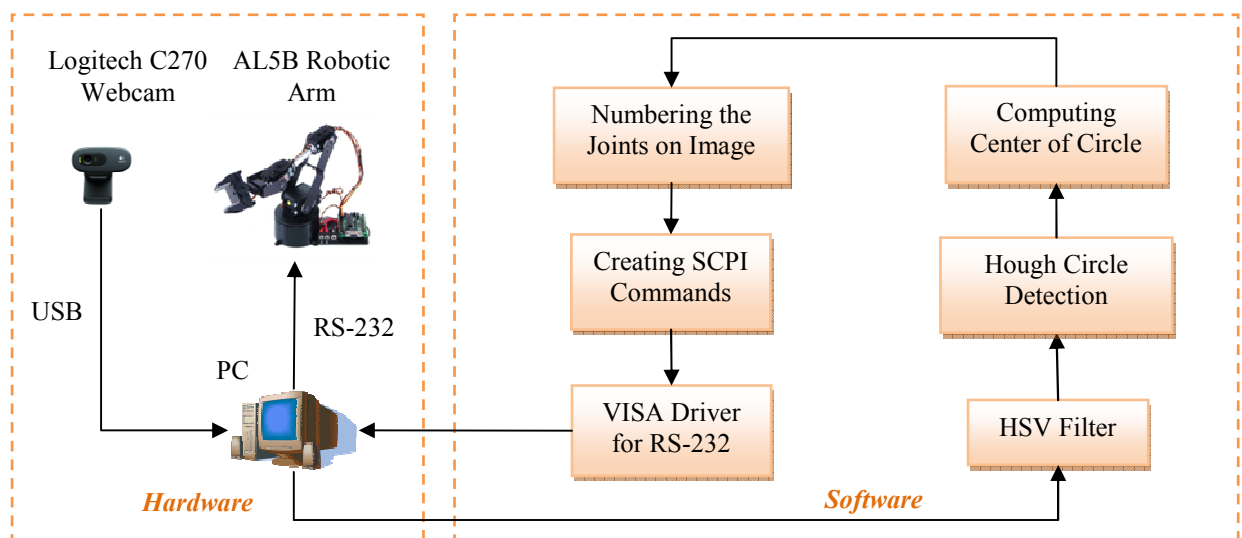 Logitech C270
Webcam
AL5B Robotic
Arm
USB
RS-232
PC
Hardware
Numbering the
Joints on Image
Creating SCPI
Commands
VISA Driver
for RS-232
Computing
Center of Circle
Hough Circle
Detection
HSV Filter
Software